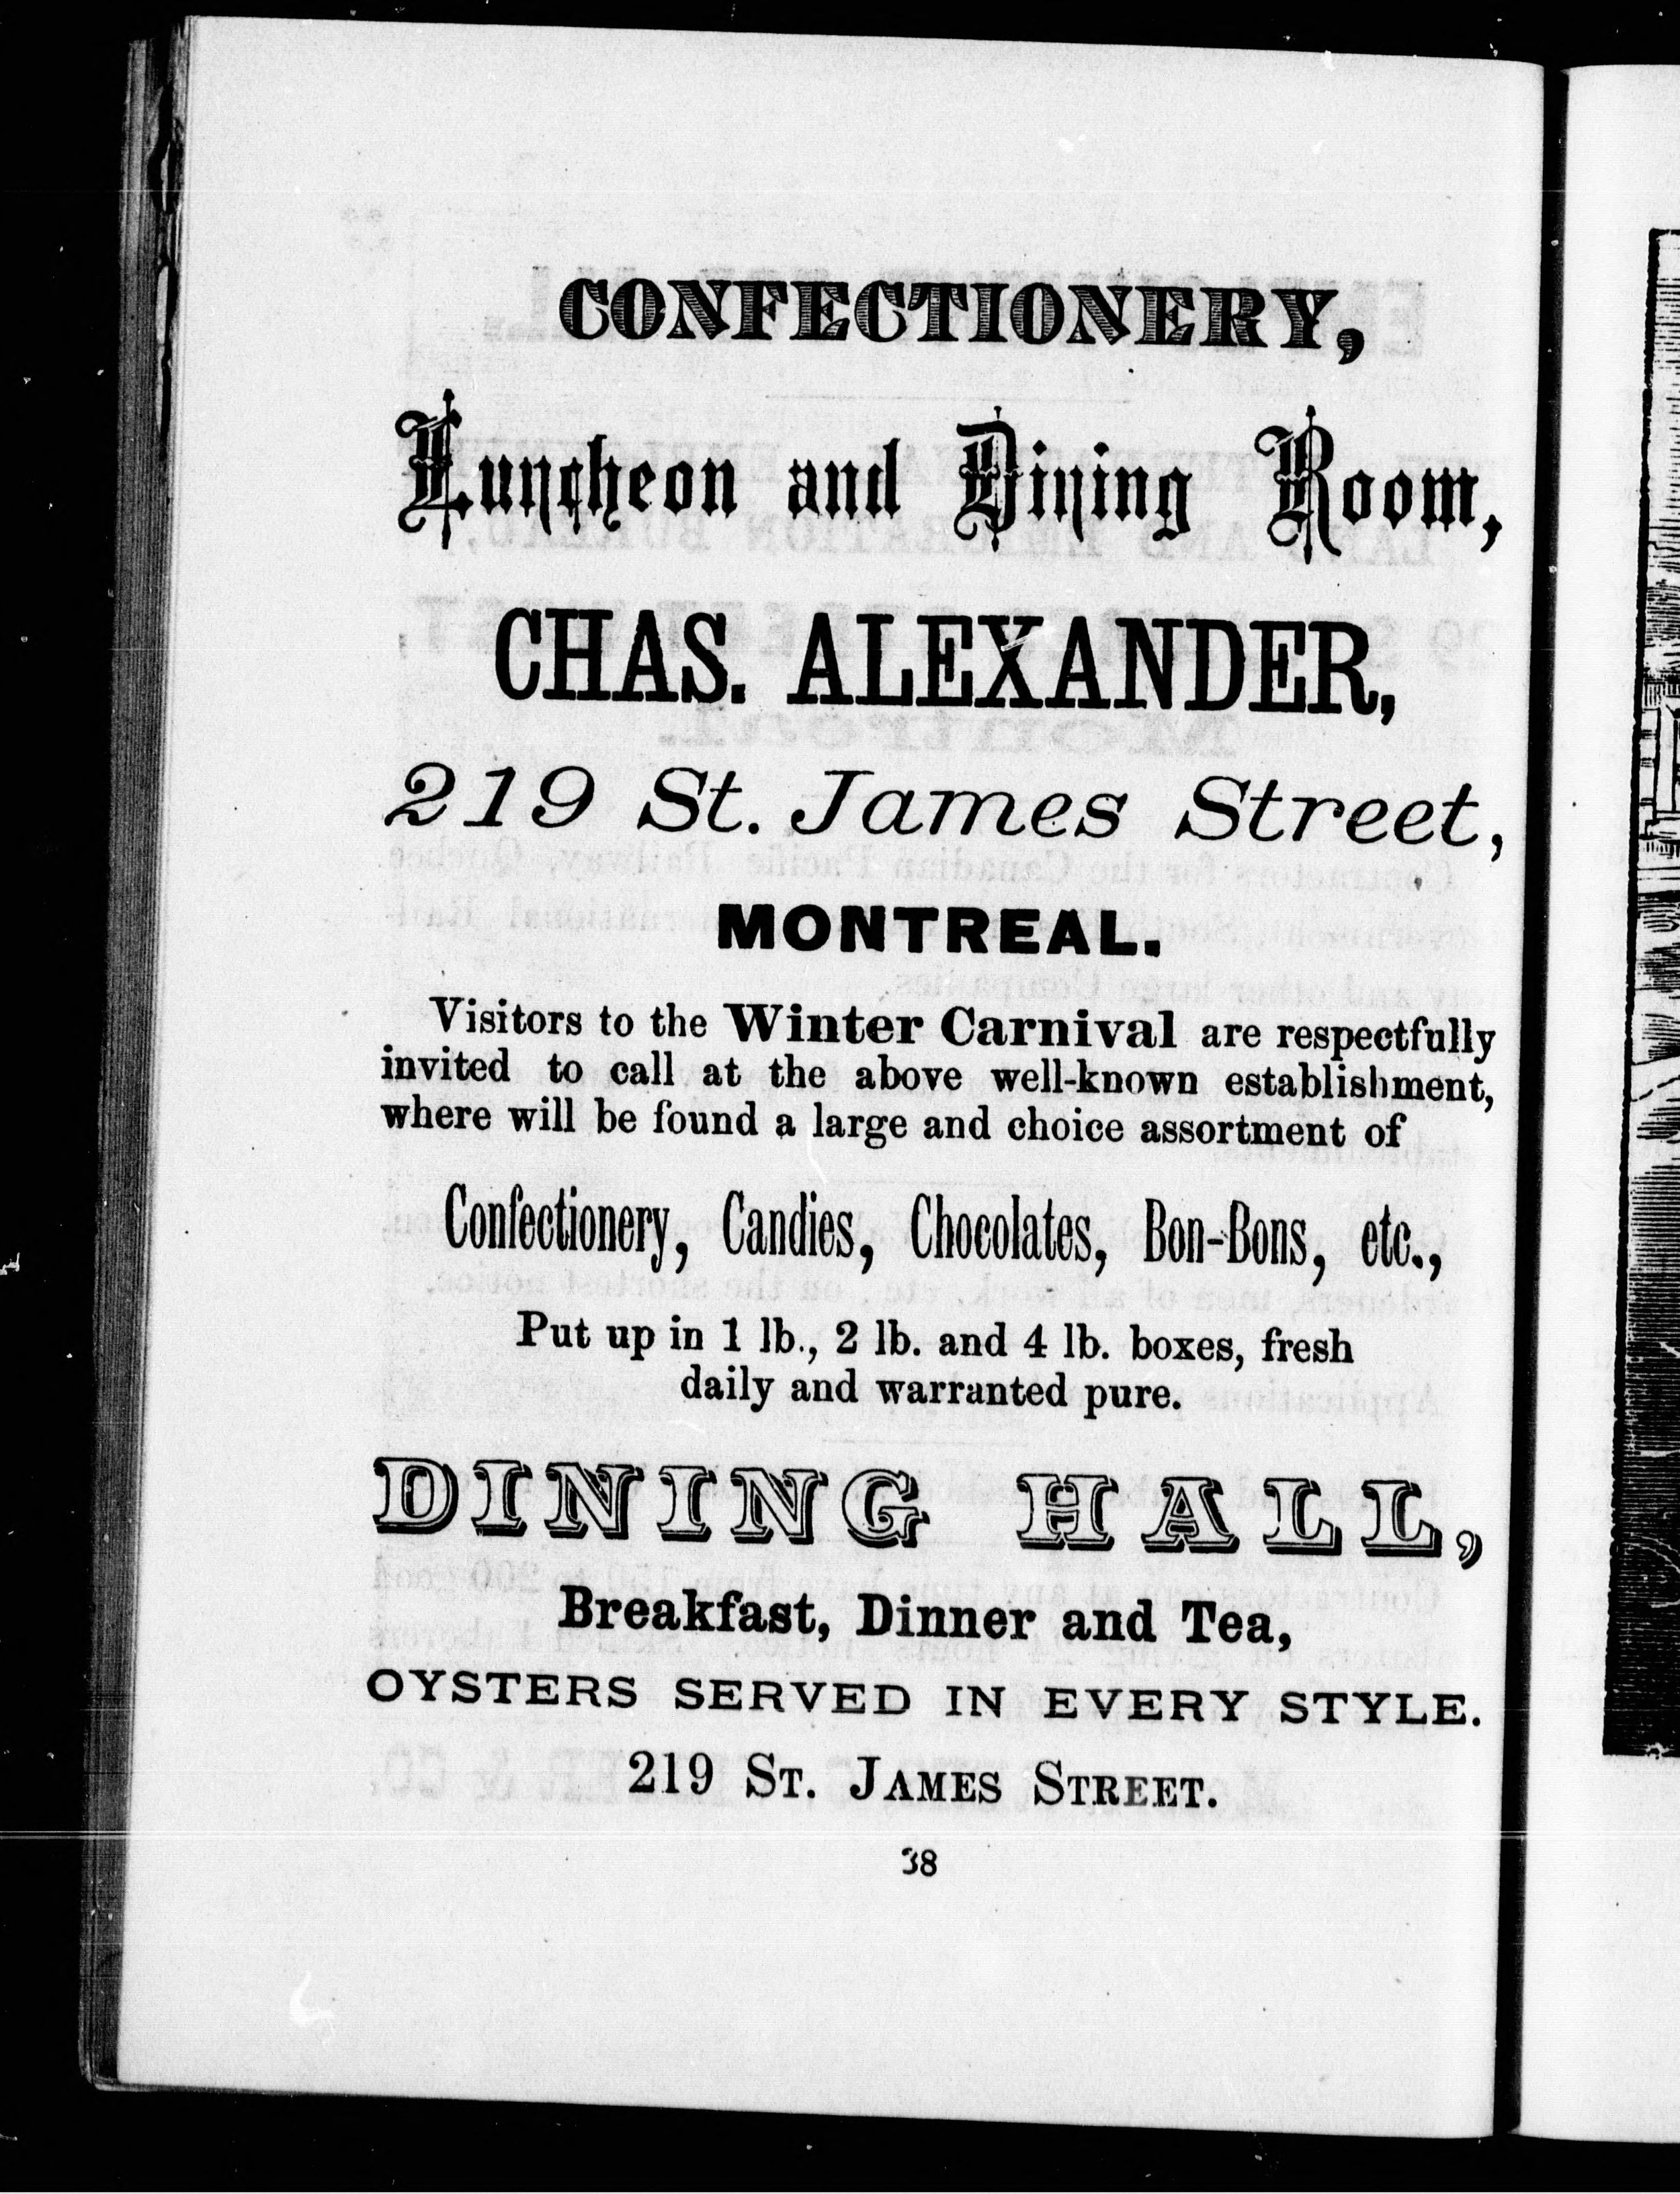 CONFECTIONERY,
Luncheon and Dining Room,
CHAS. ALEXANDER,
219 St. James Street,
MONTREAL.
Visitors to the Winter Carnival are respectfully
invited to call at the above well-known establishment,
where will be found a large and choice assortment of
Confectionery, Candies, Chocolates, Bon-Bons, etc.,
Put up in 1 lb., 2 lb. and 4 lb. boxes, fresh
daily and warranted pure.
DINING HALL,
Breakfast, Dinner and Tea,
OYSTERS SERVED IN EVERY STYLE.
219 ST. JAMES STREET.
38